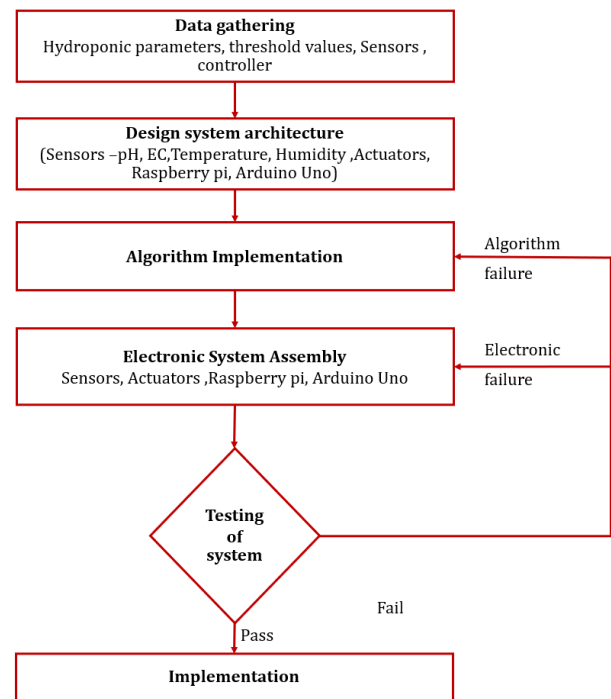 Data gathering
Hydroponic parameters, threshold values, Sensors ,
controller
Design system architecture
(Sensors –pH, EC,Temperature, Humidity ,Actuators,
Raspberry pi, Arduino Uno)
Algorithm Implementation
Algorithm
failure
Electronic System Assembly
Sensors, Actuators ,Raspberry pi, Arduino Uno
Electronic
failure
Testing
of
system
Fail
Pass
Implementation